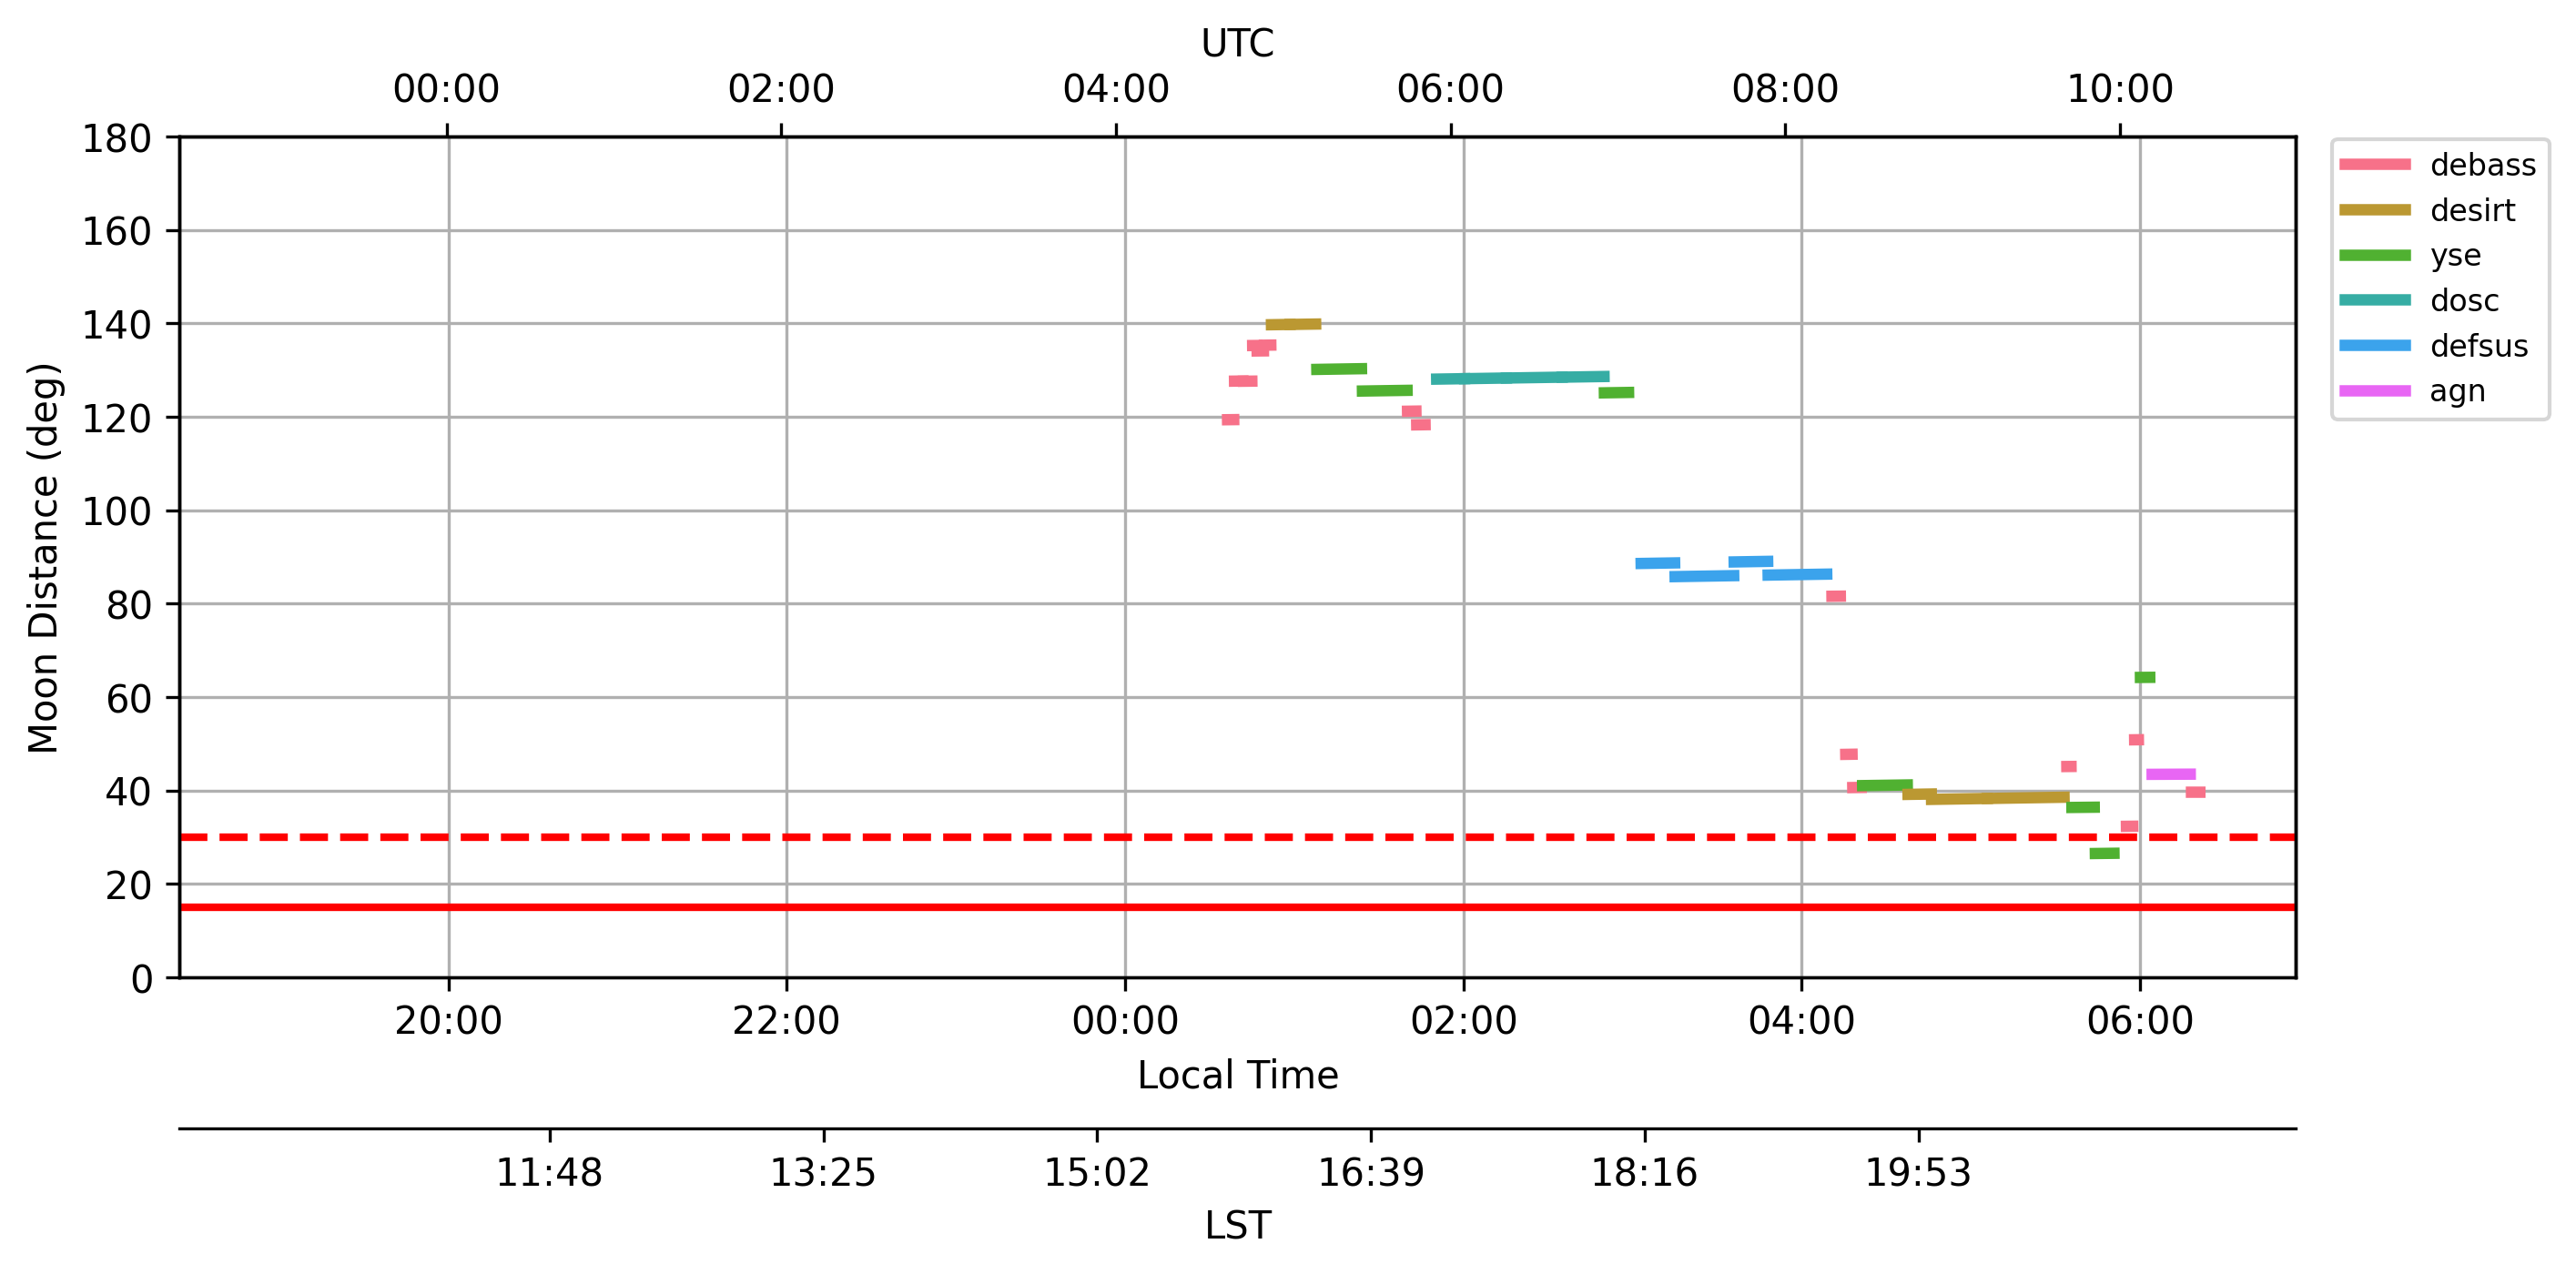 UTC
00:00 02:00 04:00 06:00 08:00 10:00
180
160
140
120
100
80
60
40
20
0
Moon Distance (deg)
debass
desirt
yse
dosc
defsus
agn
20:00 22:00 00:00 02:00 04:00 06:00
Local Time
11:48 13:25 15:02 16:39 18:16 19:53
LST